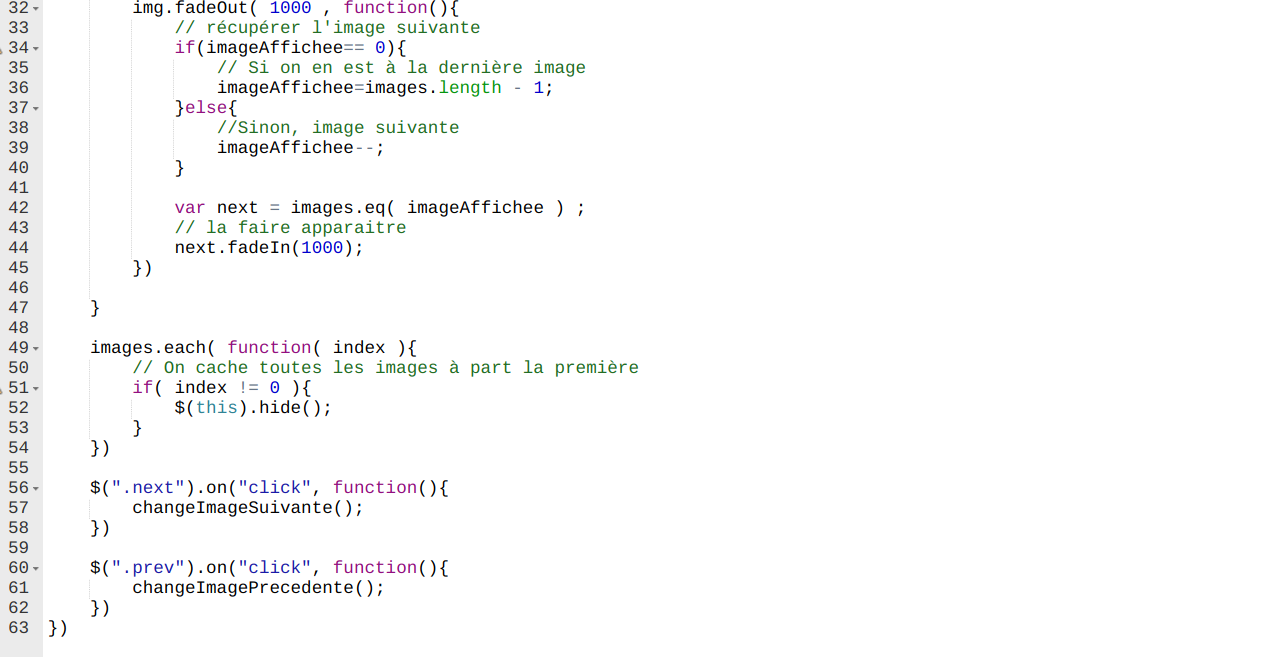 32 img.fadeOut( 1000 , function(){
33 // récupérer l'image suivante
34 if(imageAffichee== 0){
35 // Si on en est à la dernière image
36 imageAffichee=images.length - 1;
37 }else{
38 //Sinon, image suivante
39 imageAffichee--;
40 }
41
42 var next = images.eq( imageAffichee ) ;
43 // la faire apparaitre
44 next.fadeIn(1000);
45 })
46
47 }
48
49 images.each( function( index ){
50 // On cache toutes les images à part la première
51 if( index != 0 ){
52 $(this).hide();
53 }
54 })
55
56 $(".next").on("click", function(){
57 changeImageSuivante();
58 })
59
60 $(".prev").on("click", function(){
61 changeImagePrecedente();
62 })
63 })